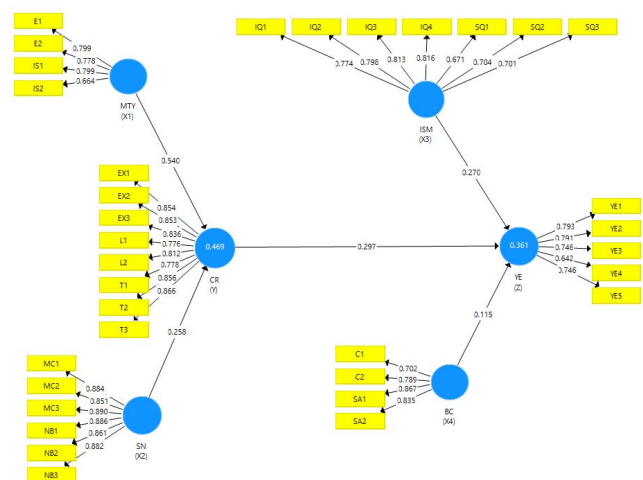 E1
E2
IS1
IS2
0.799
0.778
0.799
0.664
MTY
(X1)
IQ1
IQ2
IQ3
IQ4
SQ1
SQ2
SQ3
0.774
0.798
0.813
0.816
0.671
0.704
0.701
ISM
(X3)
0.540
0.270
EX1
EX2
EX3
L1
L2
T1
T2
T3
0.854
0.853
0.836
0.776
0.812
0.778
0.856
0.866
0.469
CR
(Y)
0.297
0.361
YE
(Z)
0.793
0.791
0.746
0.642
0.746
YE1
YE2
YE3
YE4
YE5
0.258
0.115
MC1
MC2
MC3
NB1
NB2
NB3
0.884
0.851
0.890
0.886
0.861
0.882
SN
(X2)
C1
C2
SA1
SA2
0.702
0.789
0.867
0.835
BC
(X4)